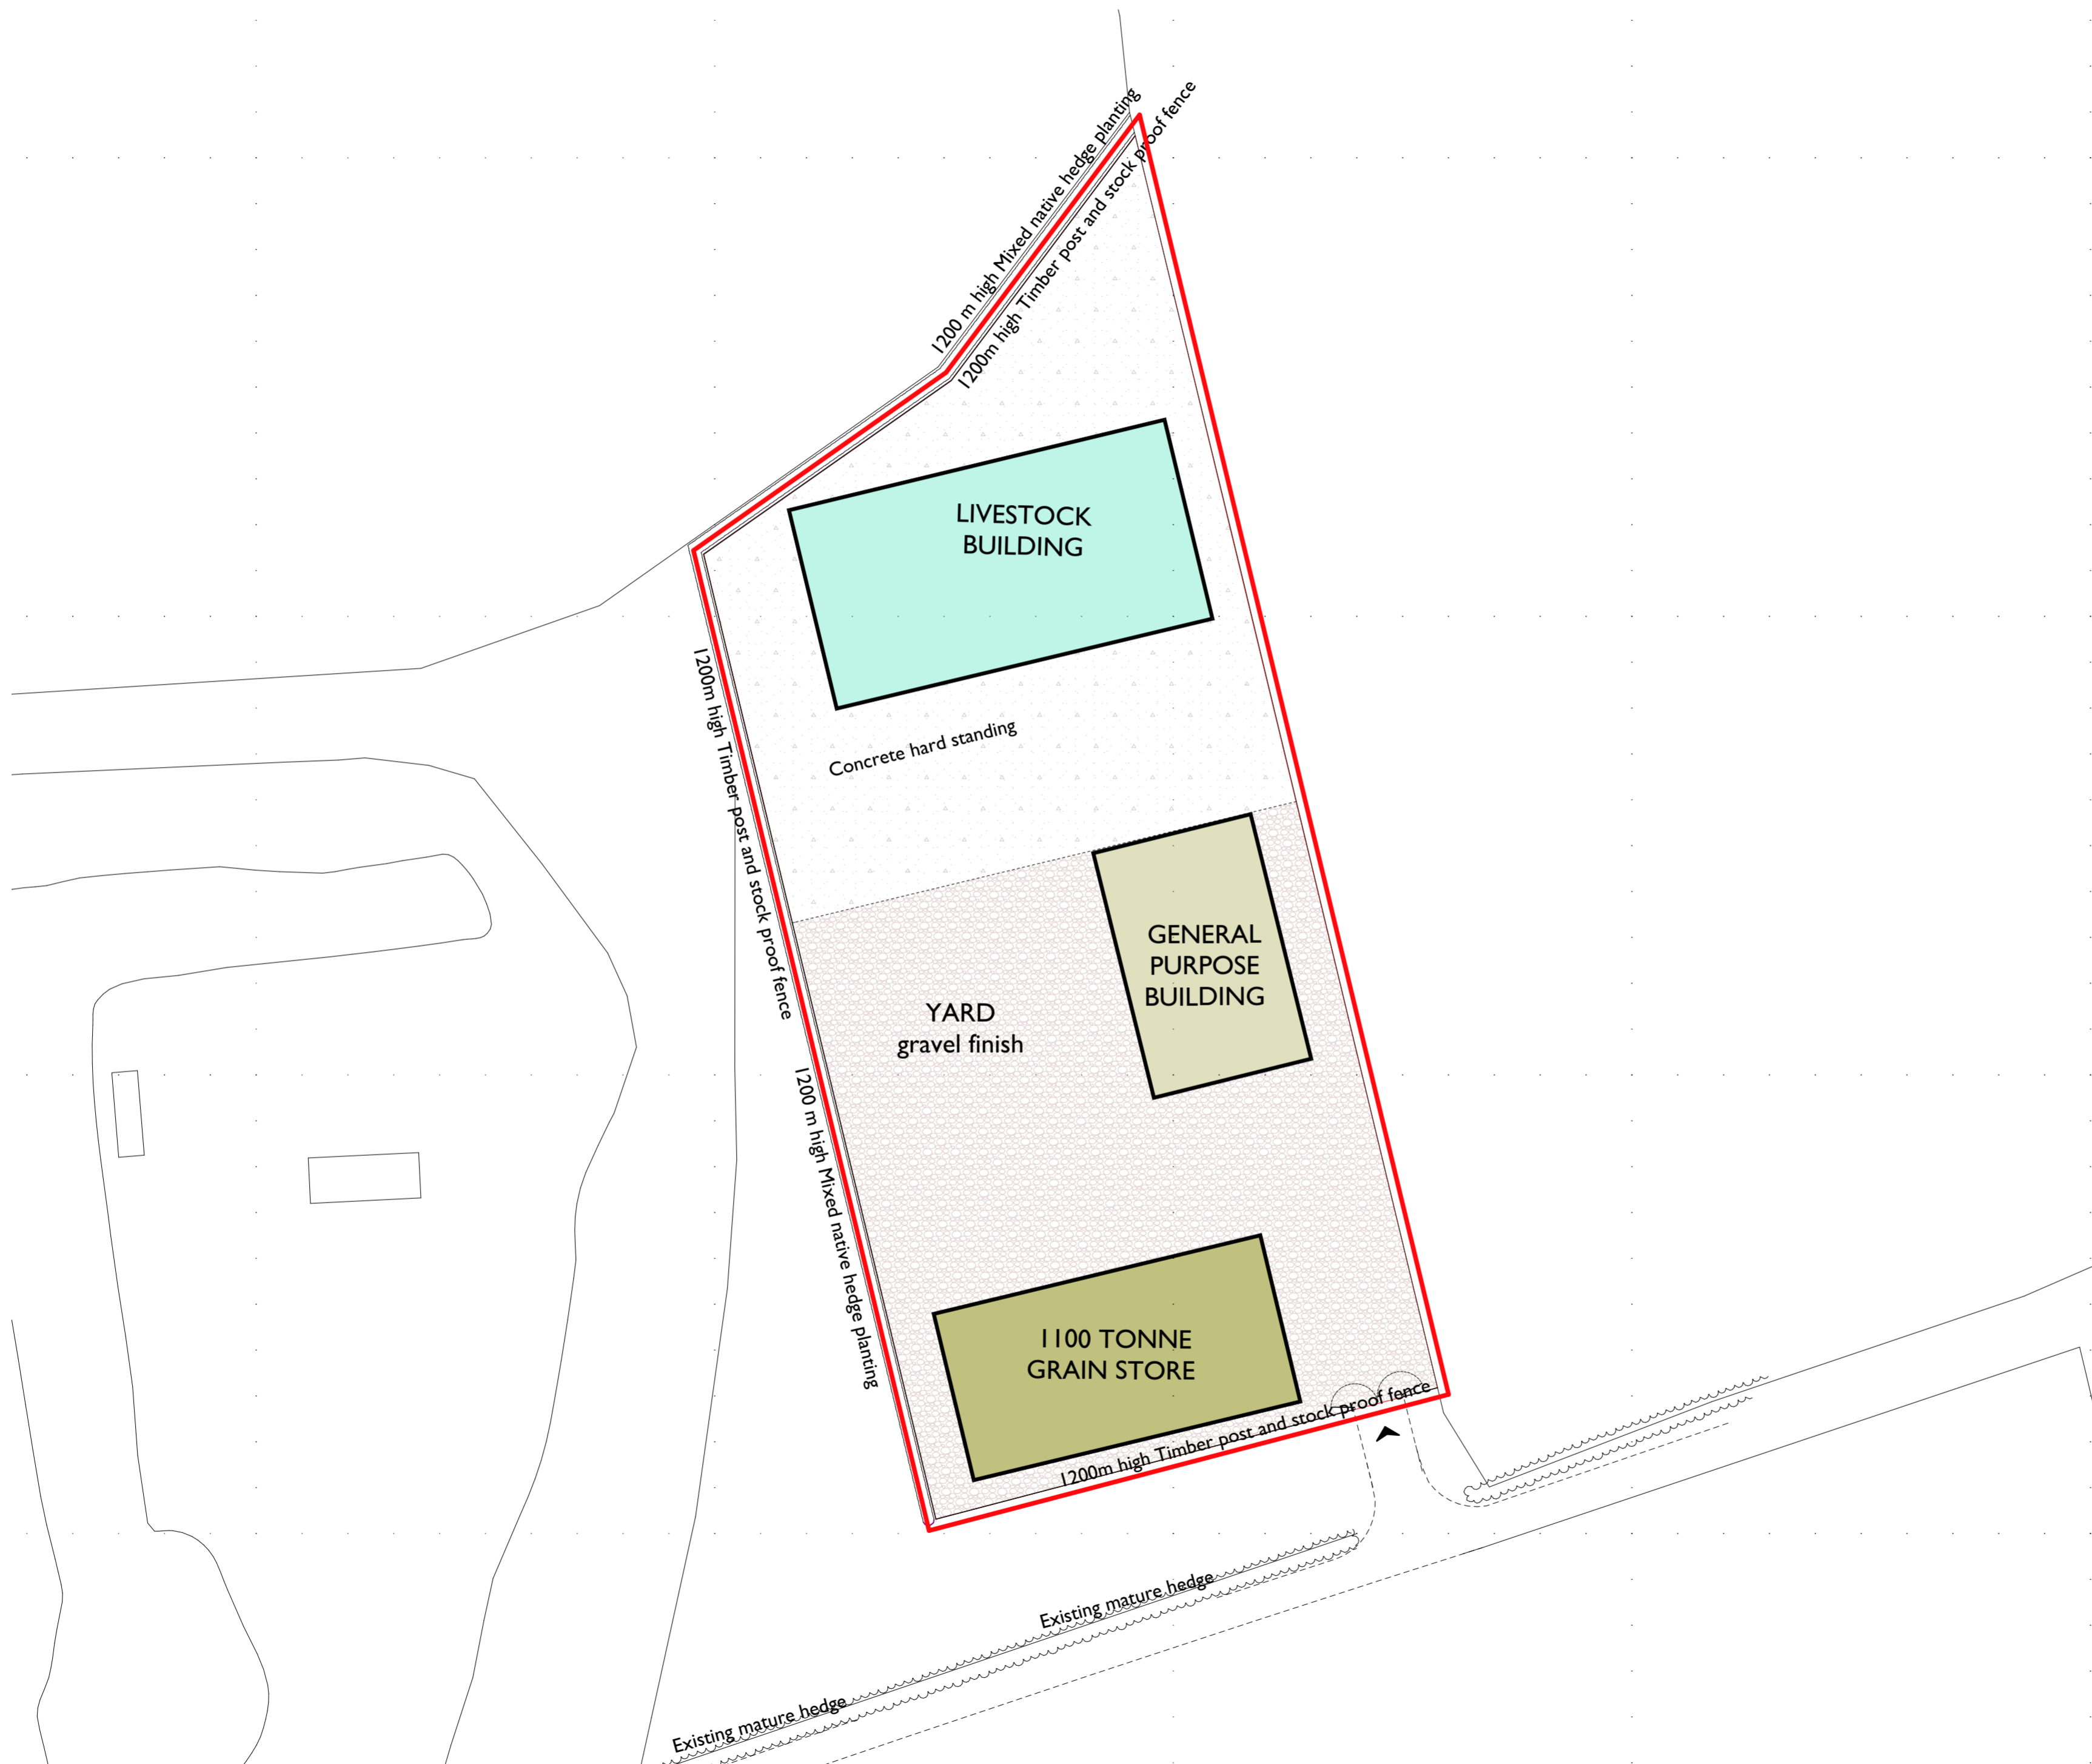 1200 m high Mixed native hedge planting
1200m high Timber post and stock proof fence
LIVESTOCK
BUILDING
1200m high Timber post and stock proof fence
Concrete hard standing
GENERAL
PURPOSE
BUILDING
YARD
gravel finish
1200 m high Mixed native hedge planting
1100 TONNE
GRAIN STORE
1200m high Timber post and stock proof fence
Existing mature hedge
Existing mature hedge